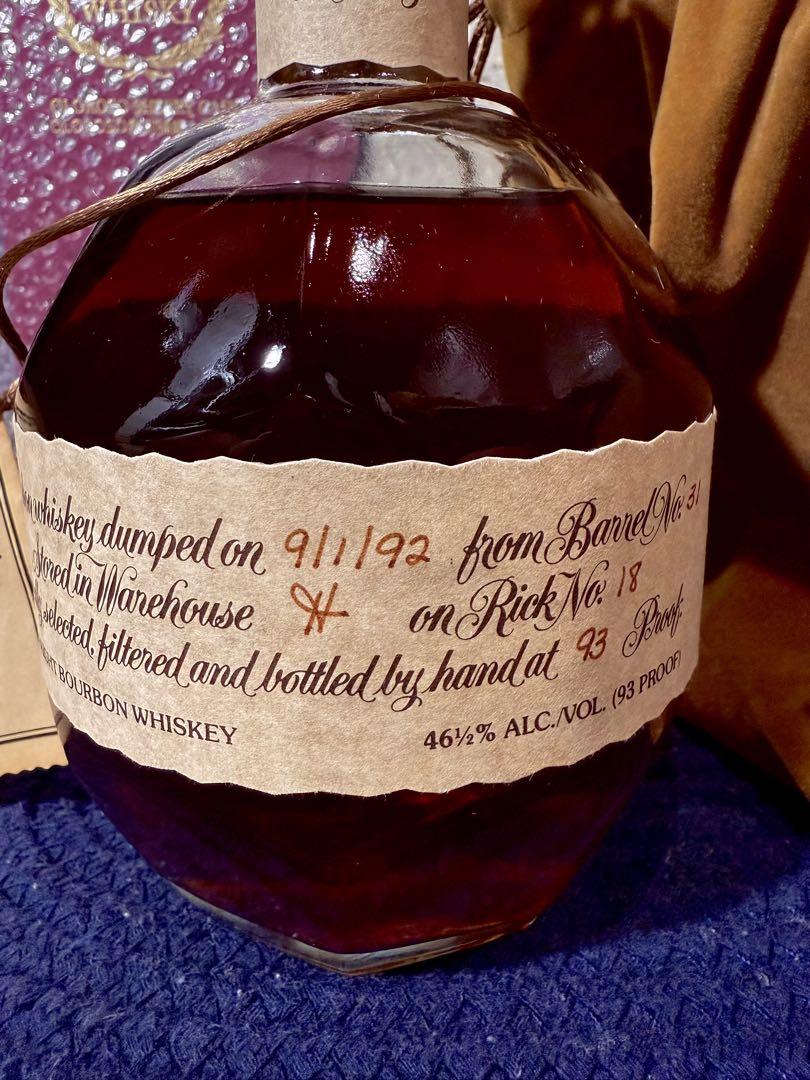 whiskey dumped on 9/1/92 from Barrel No. 31
Stored in Warehouse H on Rick No. 18
selected, filtered and bottled by hand at 93 Proof.
BOURBON WHISKEY 46½% ALC./VOL. (93 PROOF)